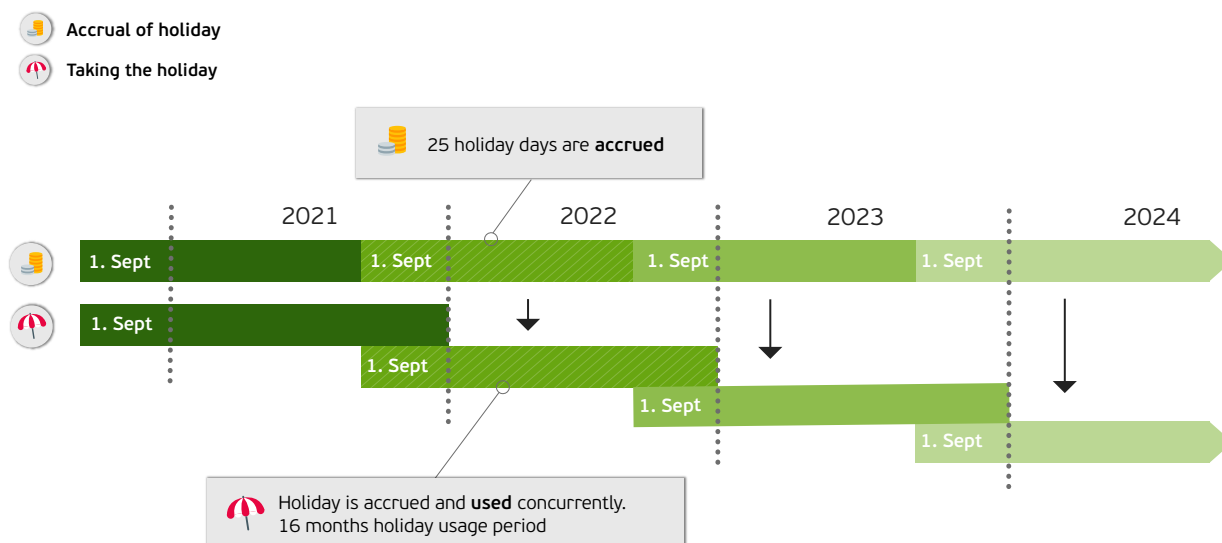 Accrual of holiday
Taking the holiday
25 holiday days are accrued
2021
2022
2023
2024
1. Sept
1. Sept
1. Sept
1. Sept
1. Sept
1. Sept
1. Sept
1. Sept
Holiday is accrued and used concurrently.
16 months holiday usage period